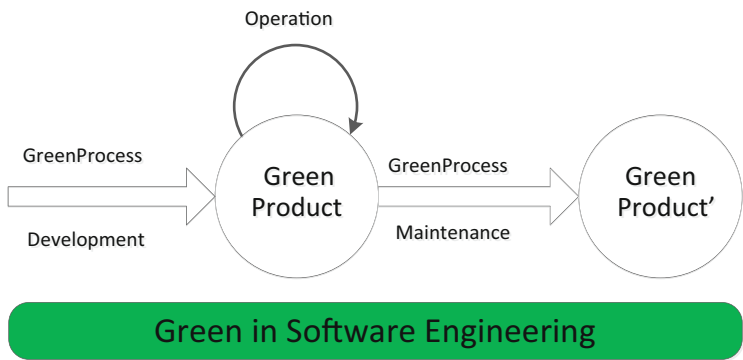 Operation
GreenProcess
Development
Green
Product
GreenProcess
Maintenance
Green
Product’
Green in Software Engineering